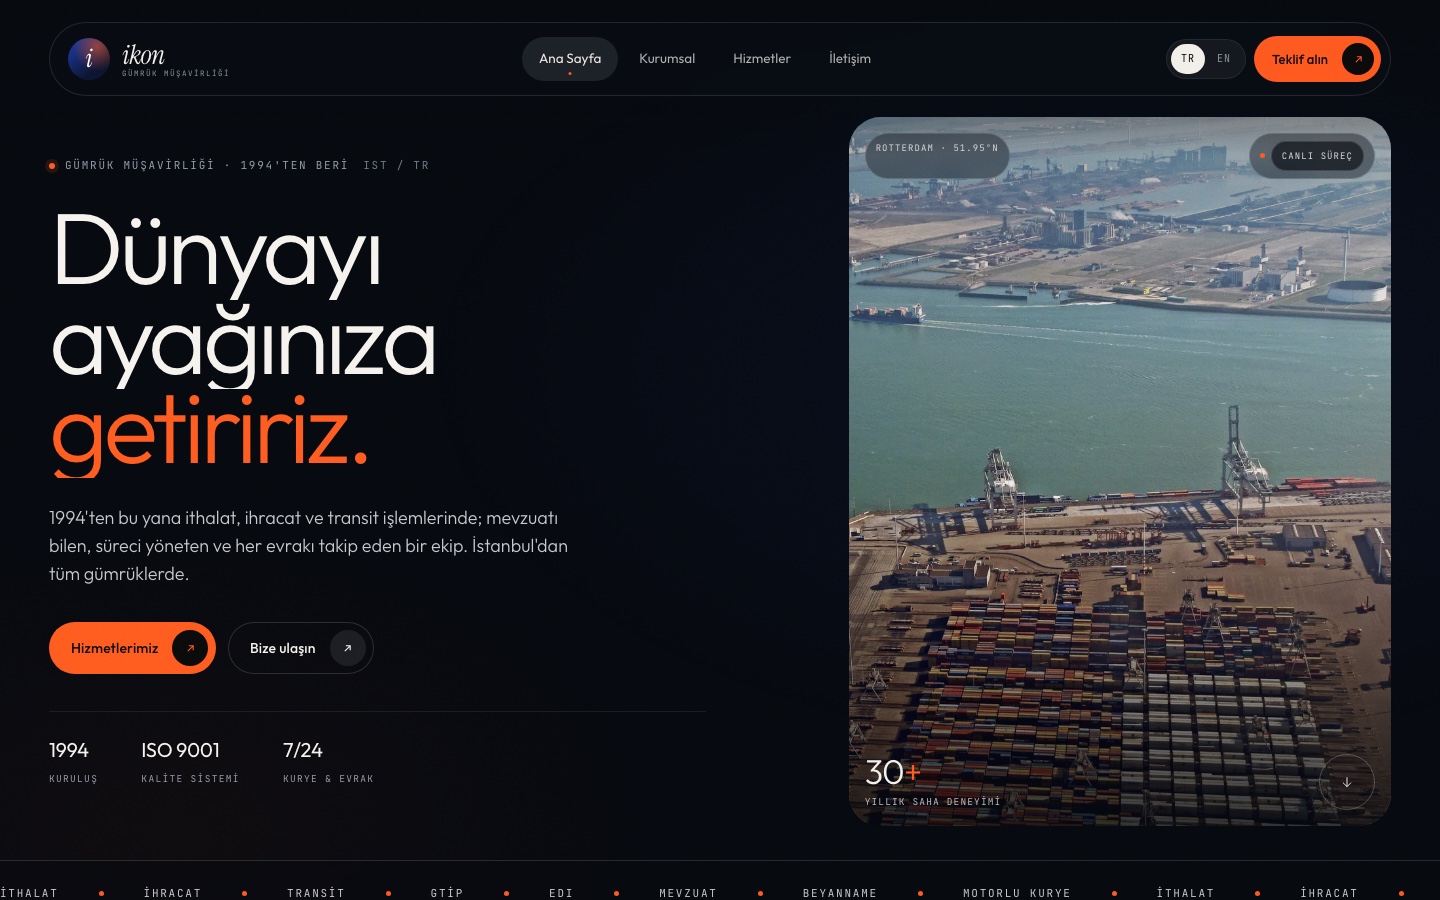 i
ikon
GÜMRÜK MÜŞAVİRLİĞİ
Ana Sayfa
Kurumsal
Hizmetler
İletişim
TR
EN
Teklif alın
GÜMRÜK MÜŞAVİRLİĞİ · 1994'TEN BERİ IST / TR
Dünyayı
ayağınıza
getiririz.
1994'ten bu yana ithalat, ihracat ve transit işlemlerinde; mevzuatı
bilen, süreci yöneten ve her evrakı takip eden bir ekip. İstanbul'dan
tüm gümrüklerde.
Hizmetlerimiz
Bize ulaşın
1994
KURULUŞ
ISO 9001
KALİTE SİSTEMİ
7/24
KURYE & EVRAK
ROTTERDAM · 51.95°N
CANLI SÜREÇ
30+
YILLIK SAHA DENEYİMİ
İTHALAT • İHRACAT • TRANSİT • GTİP • EDI • MEVZUAT • BEYANNAME • MOTORLU KURYE • İTHALAT • İHRACAT •